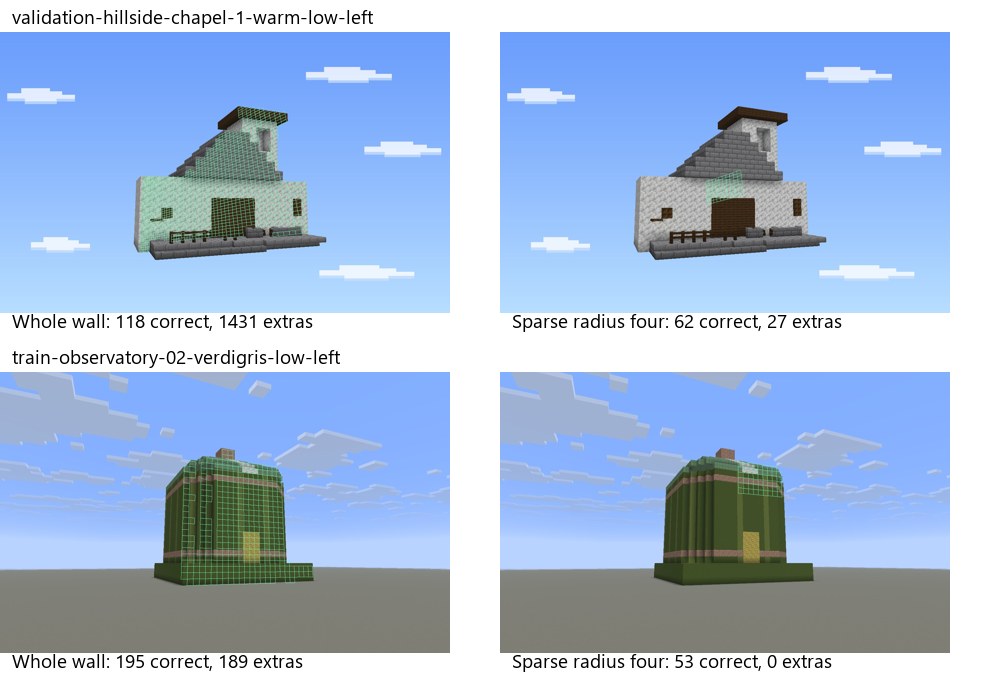 validation-hillside-chapel-1-warm-low-left
Whole wall: 118 correct, 1431 extras
Sparse radius four: 62 correct, 27 extras
train-observatory-02-verdigris-low-left
Whole wall: 195 correct, 189 extras
Sparse radius four: 53 correct, 0 extras